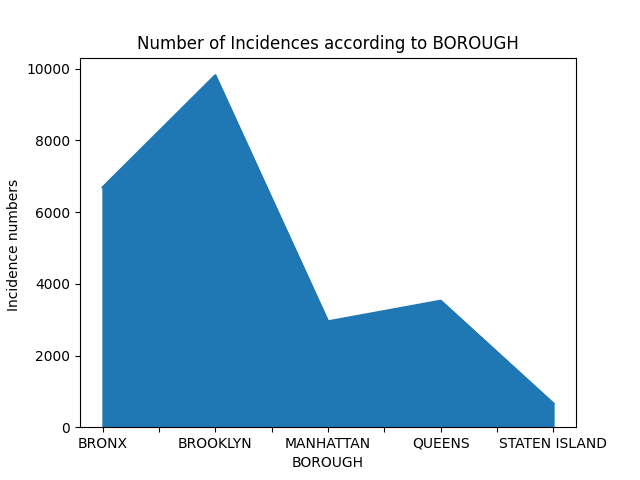 Number of Incidences according to BOROUGH
10000
8000
6000
4000
2000
0
Incidence numbers
BRONX BROOKLYN MANHATTAN QUEENS STATEN ISLAND
BOROUGH